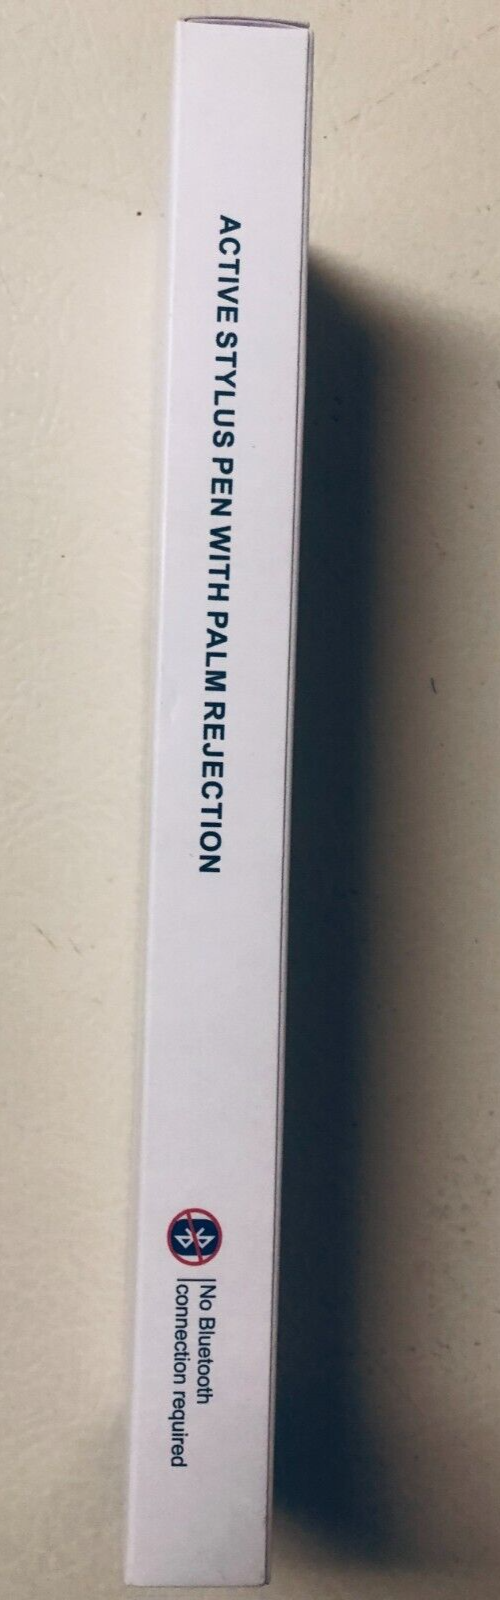 ACTIVE STYLUS PEN WITH PALM REJECTION
No Bluetooth
connection required